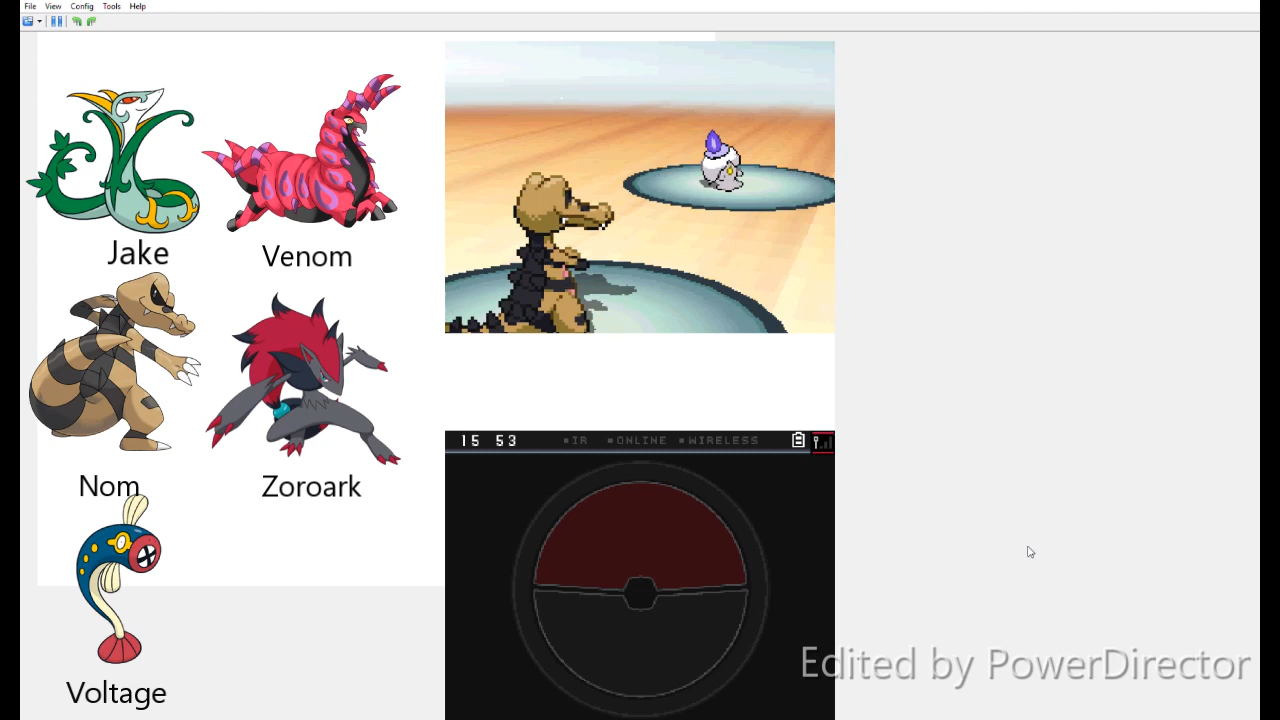 File View Config Tools Help
Jake
Venom
Nom
Zoroark
15 53 IR ONLINE WIRELESS
Voltage
Edited by PowerDirector